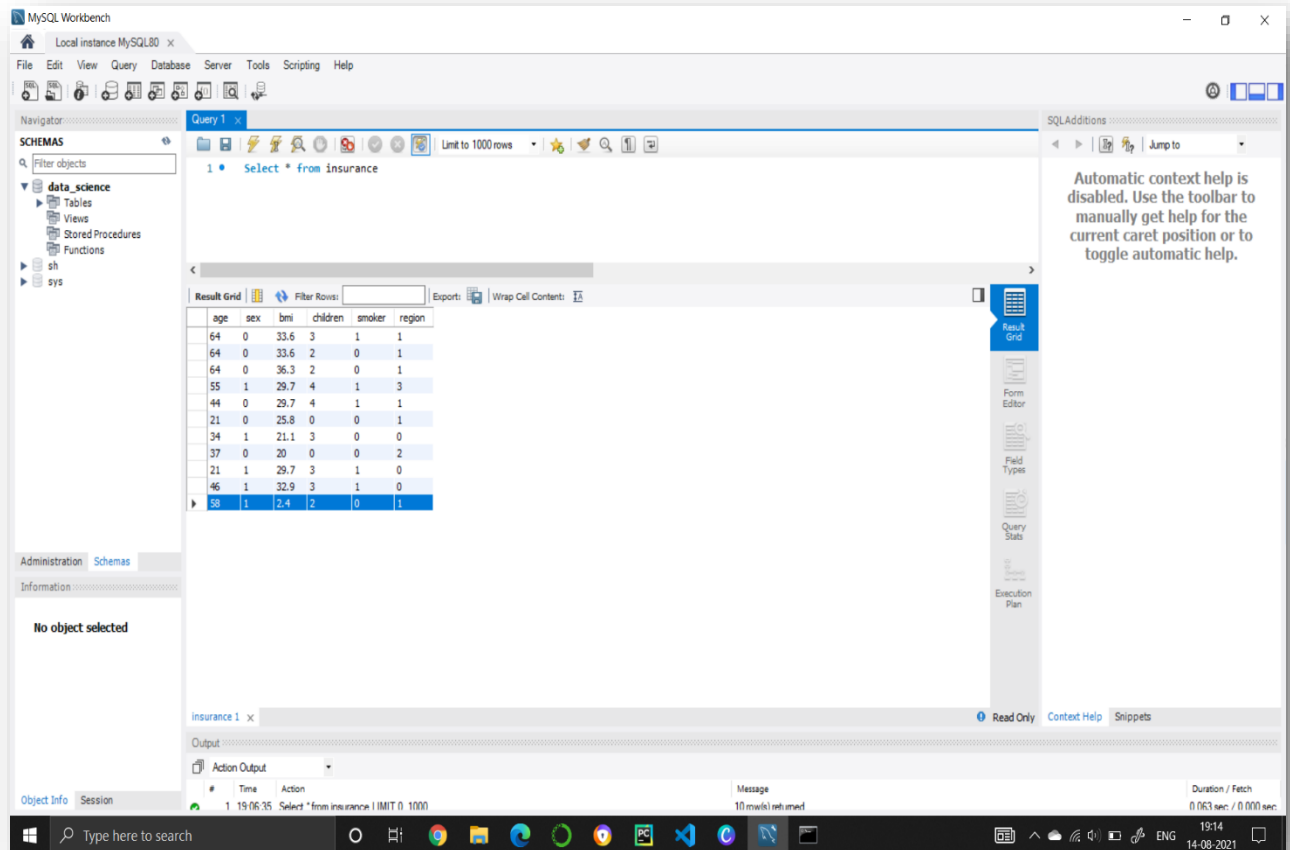 MySQL Workbench
Local instance MySQL80
File Edit View Query Database Server Tools Scripting Help
Navigator
SCHEMAS
Filter objects
data_science
Tables
Views
Stored Procedures
Functions
sh
sys
Administration Schemas
Information
No object selected
Object Info Session
Query 1
Limit to 1000 rows
1 Select * from insurance
Result Grid Filter Rows: Export: Wrap Cell Content:
age sex bmi children smoker region
64 0 33.6 3 1 1
64 0 33.6 2 0 1
64 0 36.3 2 0 1
55 1 29.7 4 1 3
44 0 29.7 4 1 1
21 0 25.8 0 0 1
34 1 21.1 3 0 0
37 0 20 0 0 2
21 1 29.7 3 1 0
46 1 32.9 3 1 0
58 1 2.4 2 0 1
Result
Grid
Form
Editor
Field
Types
Query
Stats
Execution
Plan
insurance 1
Read Only
SQLAdditions
Jump to
Automatic context help is
disabled. Use the toolbar to
manually get help for the
current caret position or to
toggle automatic help.
Context Help Snippets
Output
Action Output
# Time Action Message Duration / Fetch
1 19:06:35 Select * from insurance LIMIT 0, 1000 10 row(s) returned 0.063 sec / 0.000 sec
Type here to search
ENG
19:14
14-08-2021